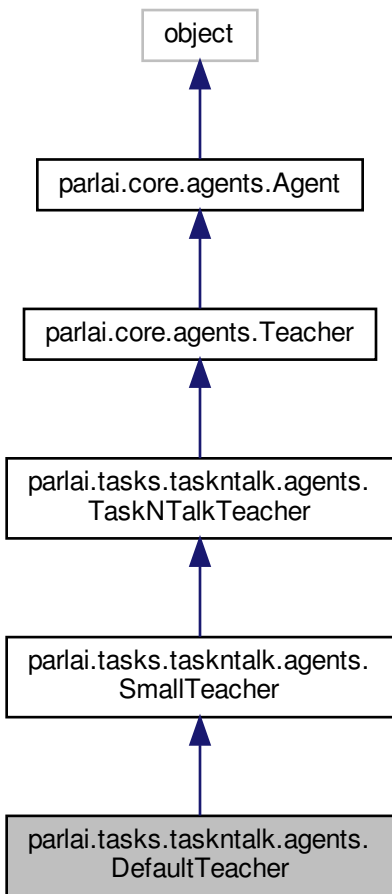 object
parlai.core.agents.Agent
parlai.core.agents.Teacher
parlai.tasks.taskntalk.agents.
TaskNTalkTeacher
parlai.tasks.taskntalk.agents.
SmallTeacher
parlai.tasks.taskntalk.agents.
DefaultTeacher